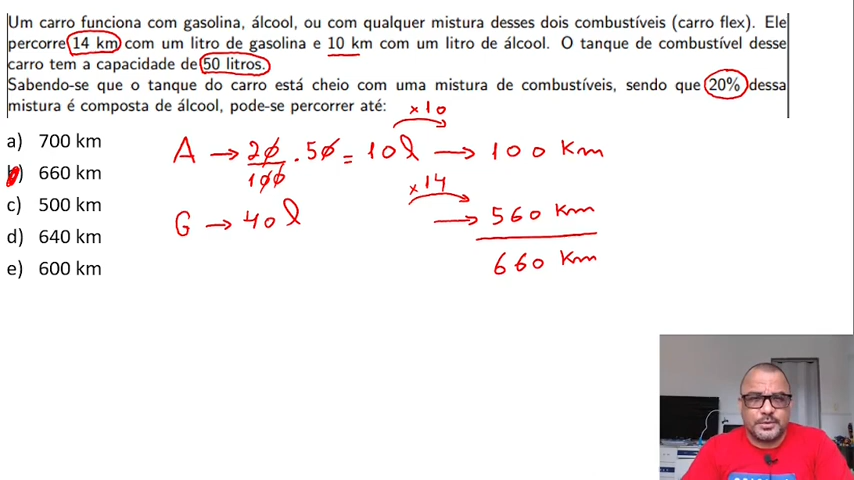 Um carro funciona com gasolina, álcool, ou com qualquer mistura desses dois combustíveis (carro flex). Ele
percorre 14 km com um litro de gasolina e 10 km com um litro de álcool. O tanque de combustível desse
carro tem a capacidade de 50 litros.
Sabendo-se que o tanque do carro está cheio com uma mistura de combustíveis, sendo que 20% dessa
mistura é composta de álcool, pode-se percorrer até:
×10
a) 700 km
A → 20/100 . 50 = 10 l → 100 km
b) 660 km
×14
c) 500 km
G → 40 l → 560 km
d) 640 km
660 km
e) 600 km